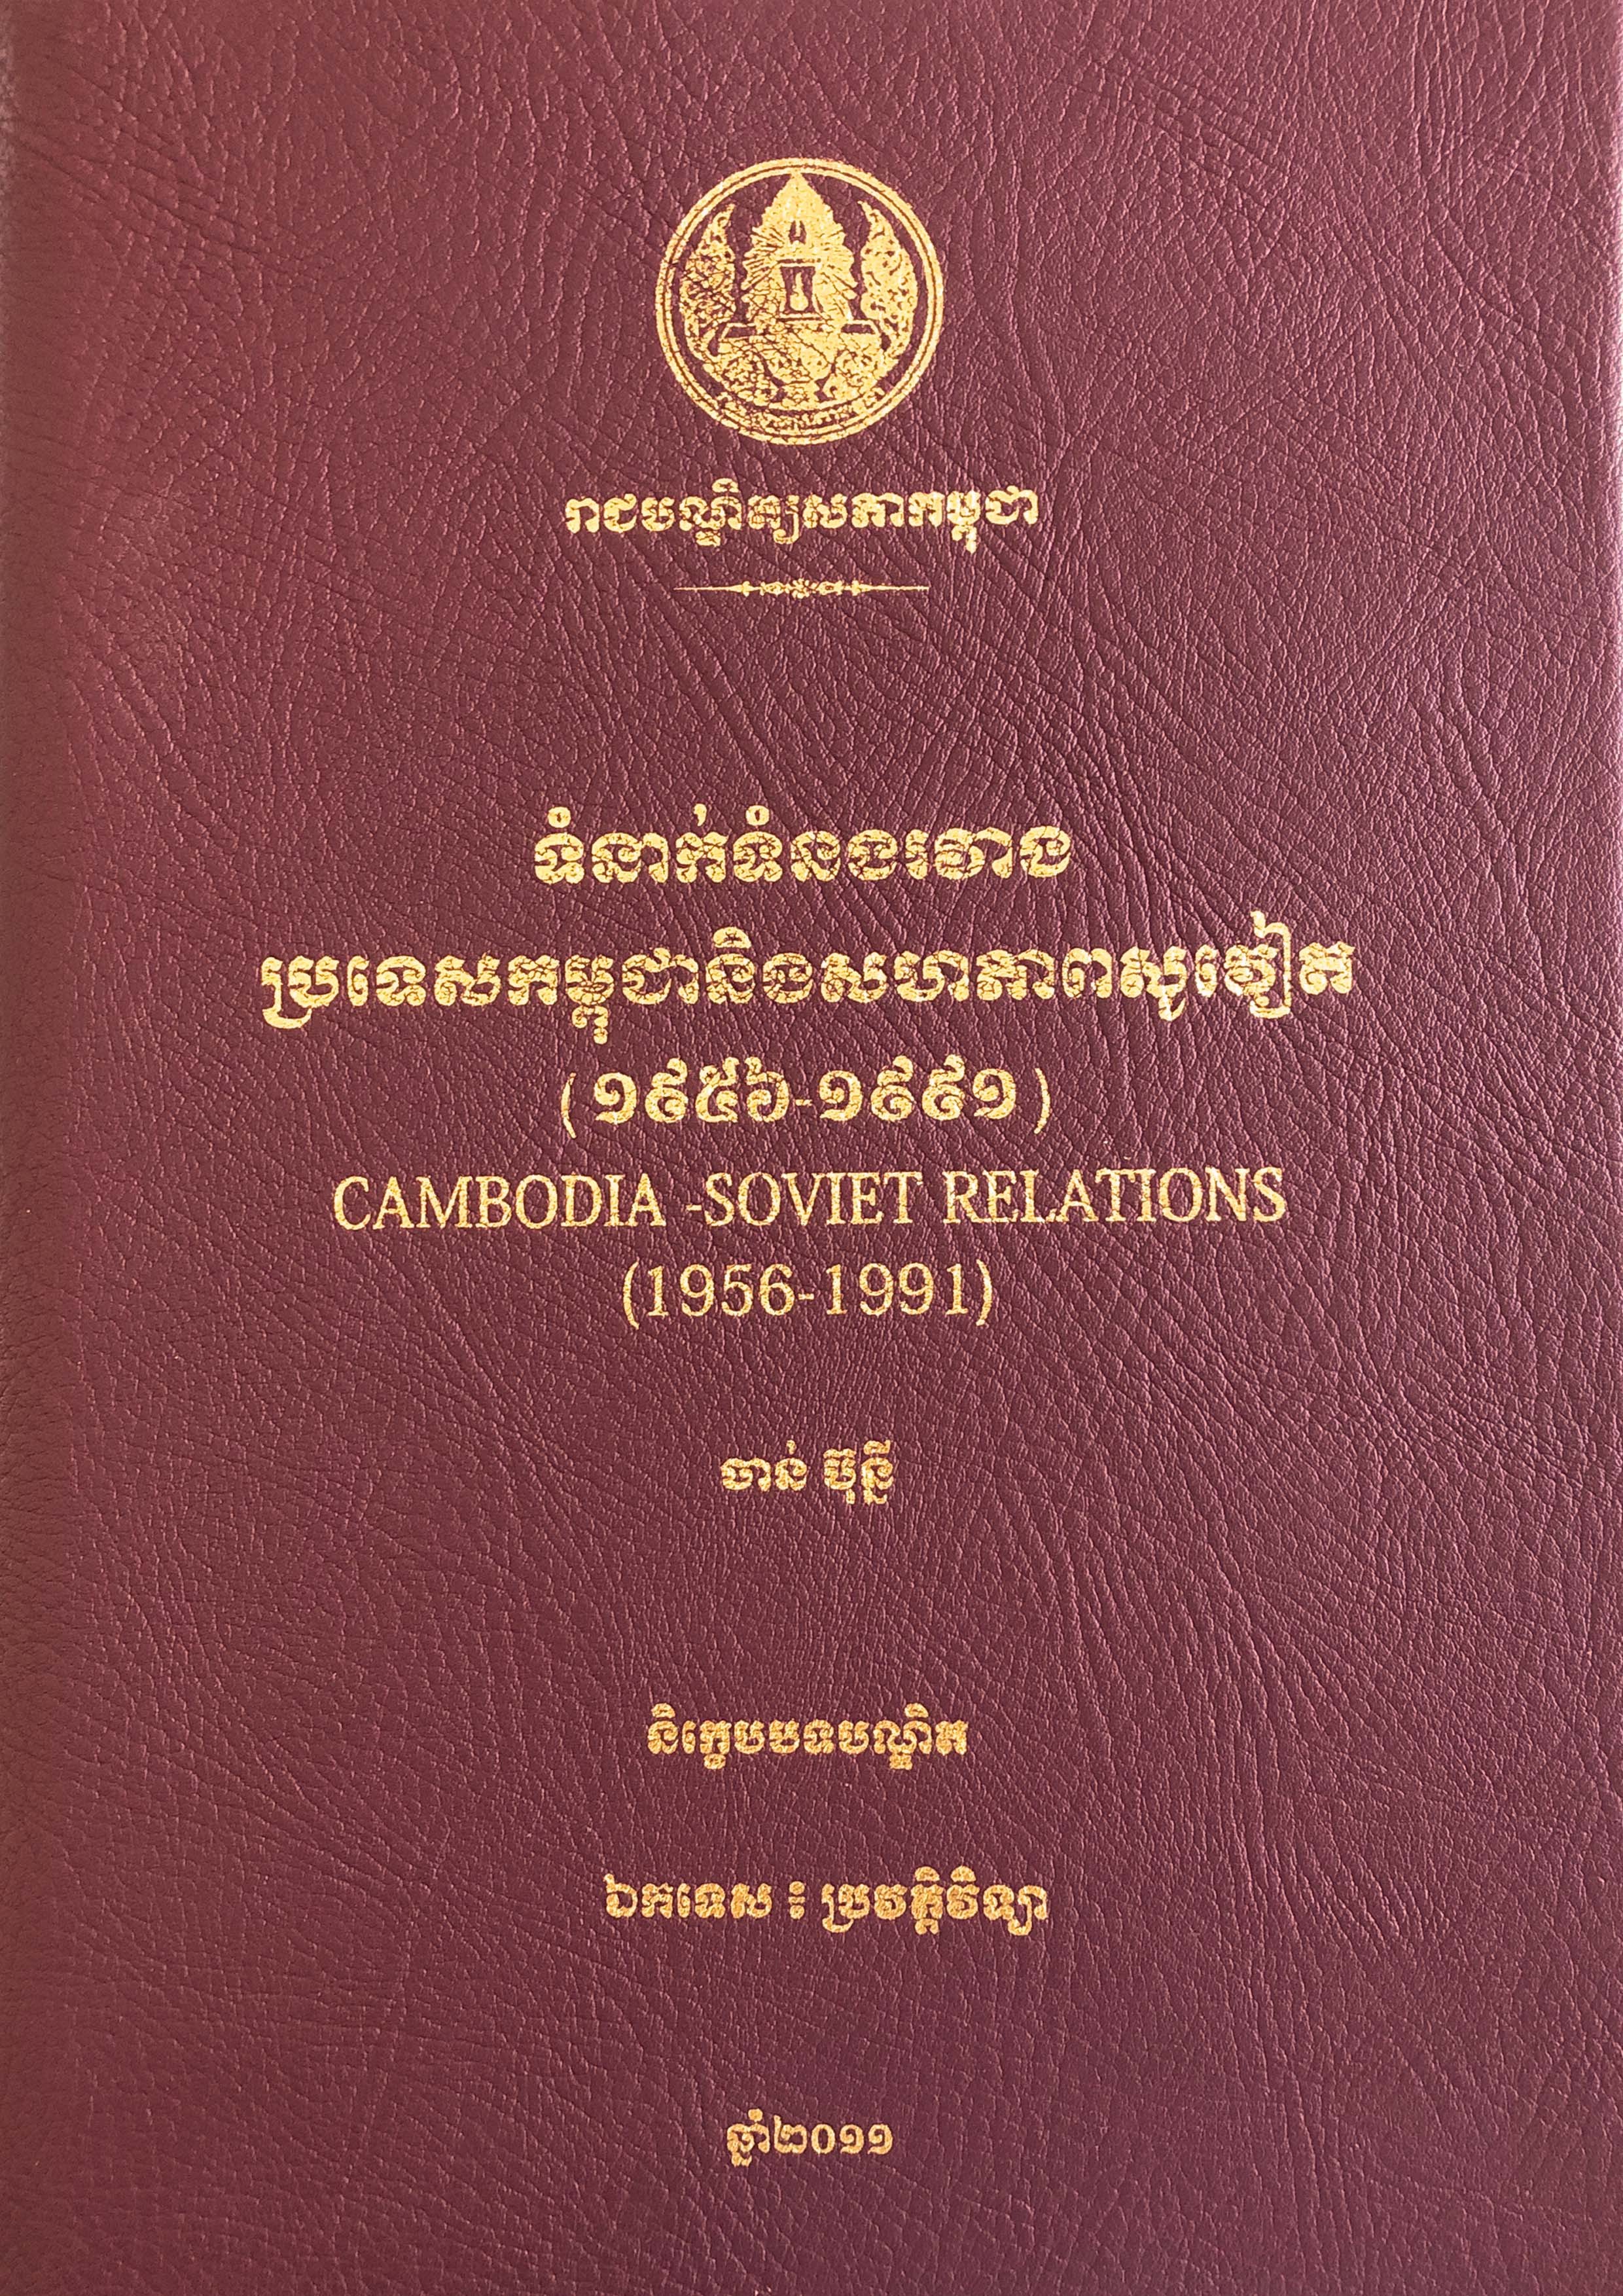 រាជបណ្ឌិត្យសភាកម្ពុជា
ទំនាក់ទំនងរវាង
ប្រទេសកម្ពុជានិងសហភាពសូវៀត
(១៩៥៦-១៩៩១)
CAMBODIA -SOVIET RELATIONS
(1956-1991)
ចាន់ ប៊ុន្នី
និក្ខេបបទបណ្ឌិត
ឯកទេស ៖ ប្រវត្តិវិទ្យា
ឆ្នាំ២០១១